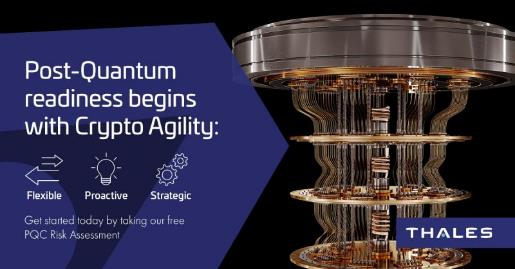 Post-Quantum
readiness begins
with Crypto Agility:
Flexible
Proactive
Strategic
Get started today by taking our free
PQC Risk Assessment
THALES